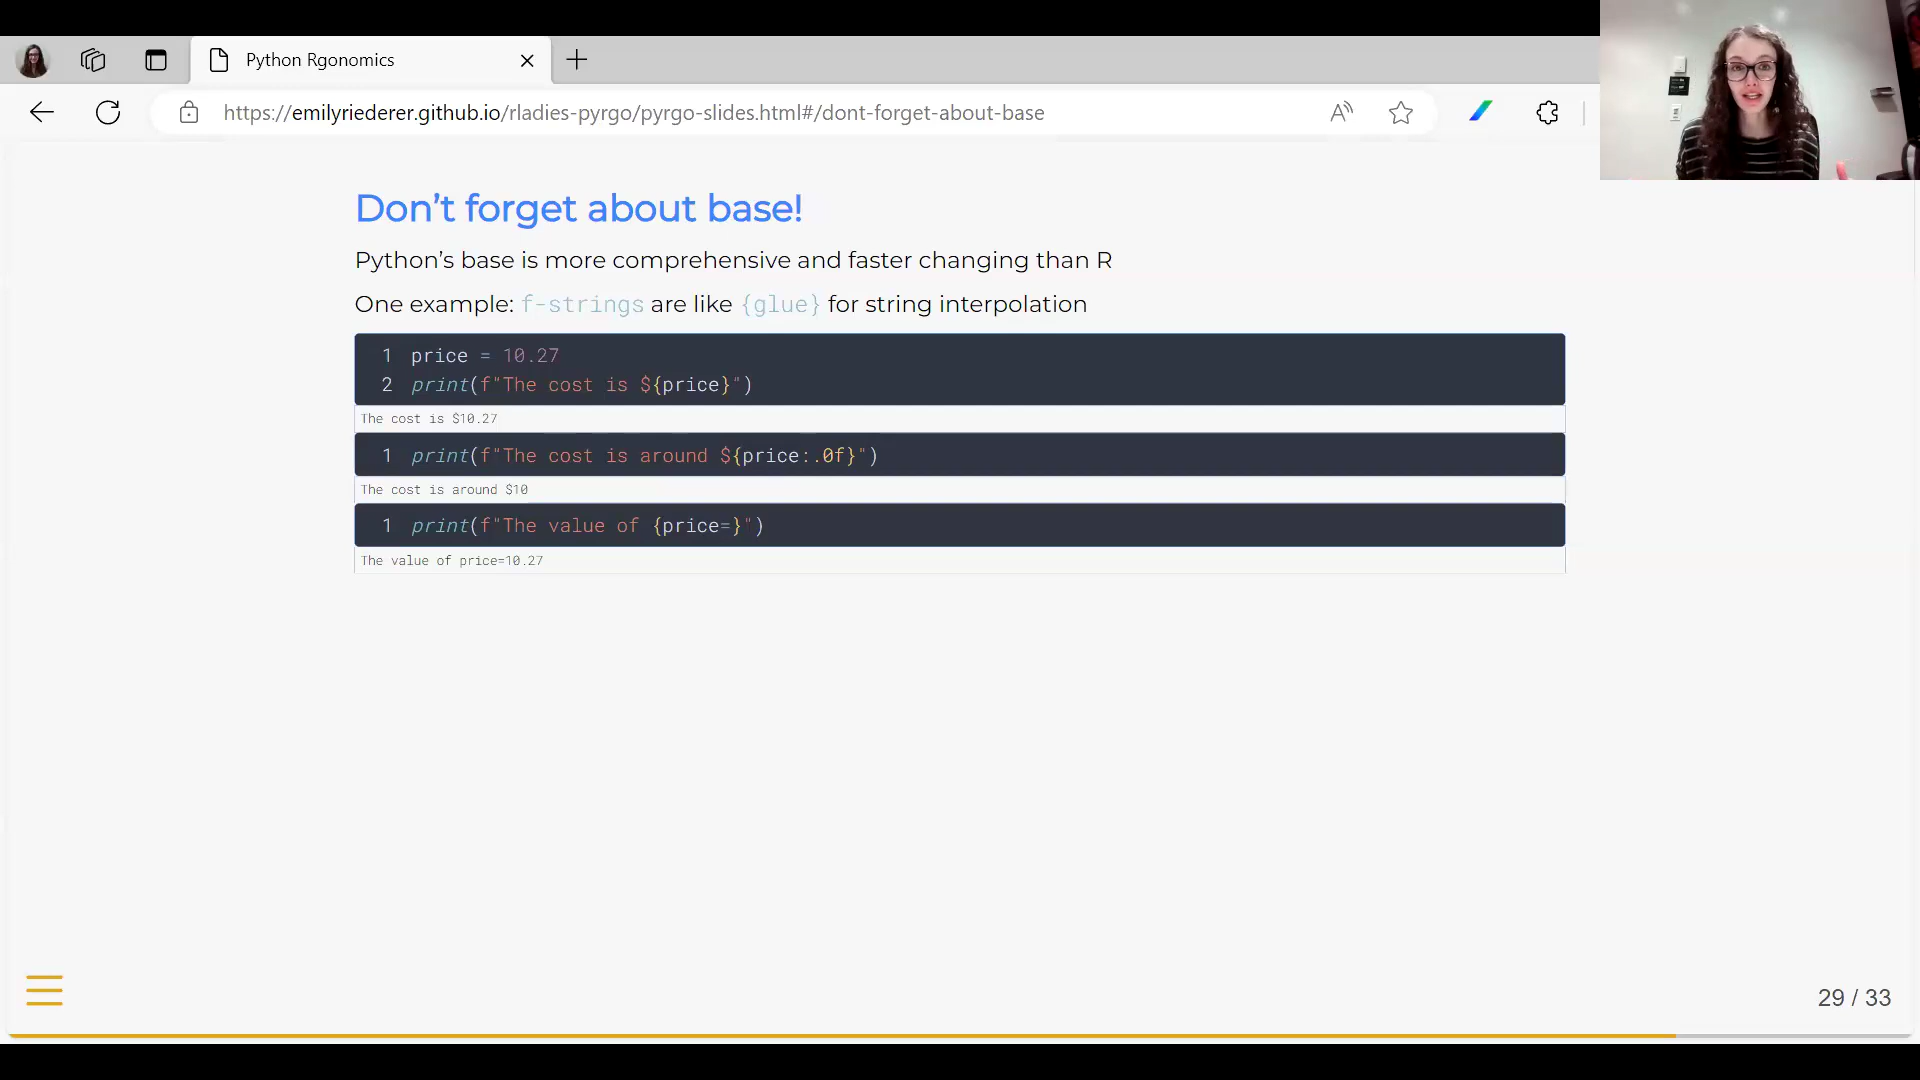 Python Rgonomics
https://emilyriederer.github.io/rladies-pyrgo/pyrgo-slides.html#/dont-forget-about-base
Don’t forget about base!
Python’s base is more comprehensive and faster changing than R
One example: f-strings are like {glue} for string interpolation
1 price = 10.27
2 print(f"The cost is ${price}")
The cost is $10.27
1 print(f"The cost is around ${price:.0f}")
The cost is around $10
1 print(f"The value of {price=}")
The value of price=10.27
29 / 33